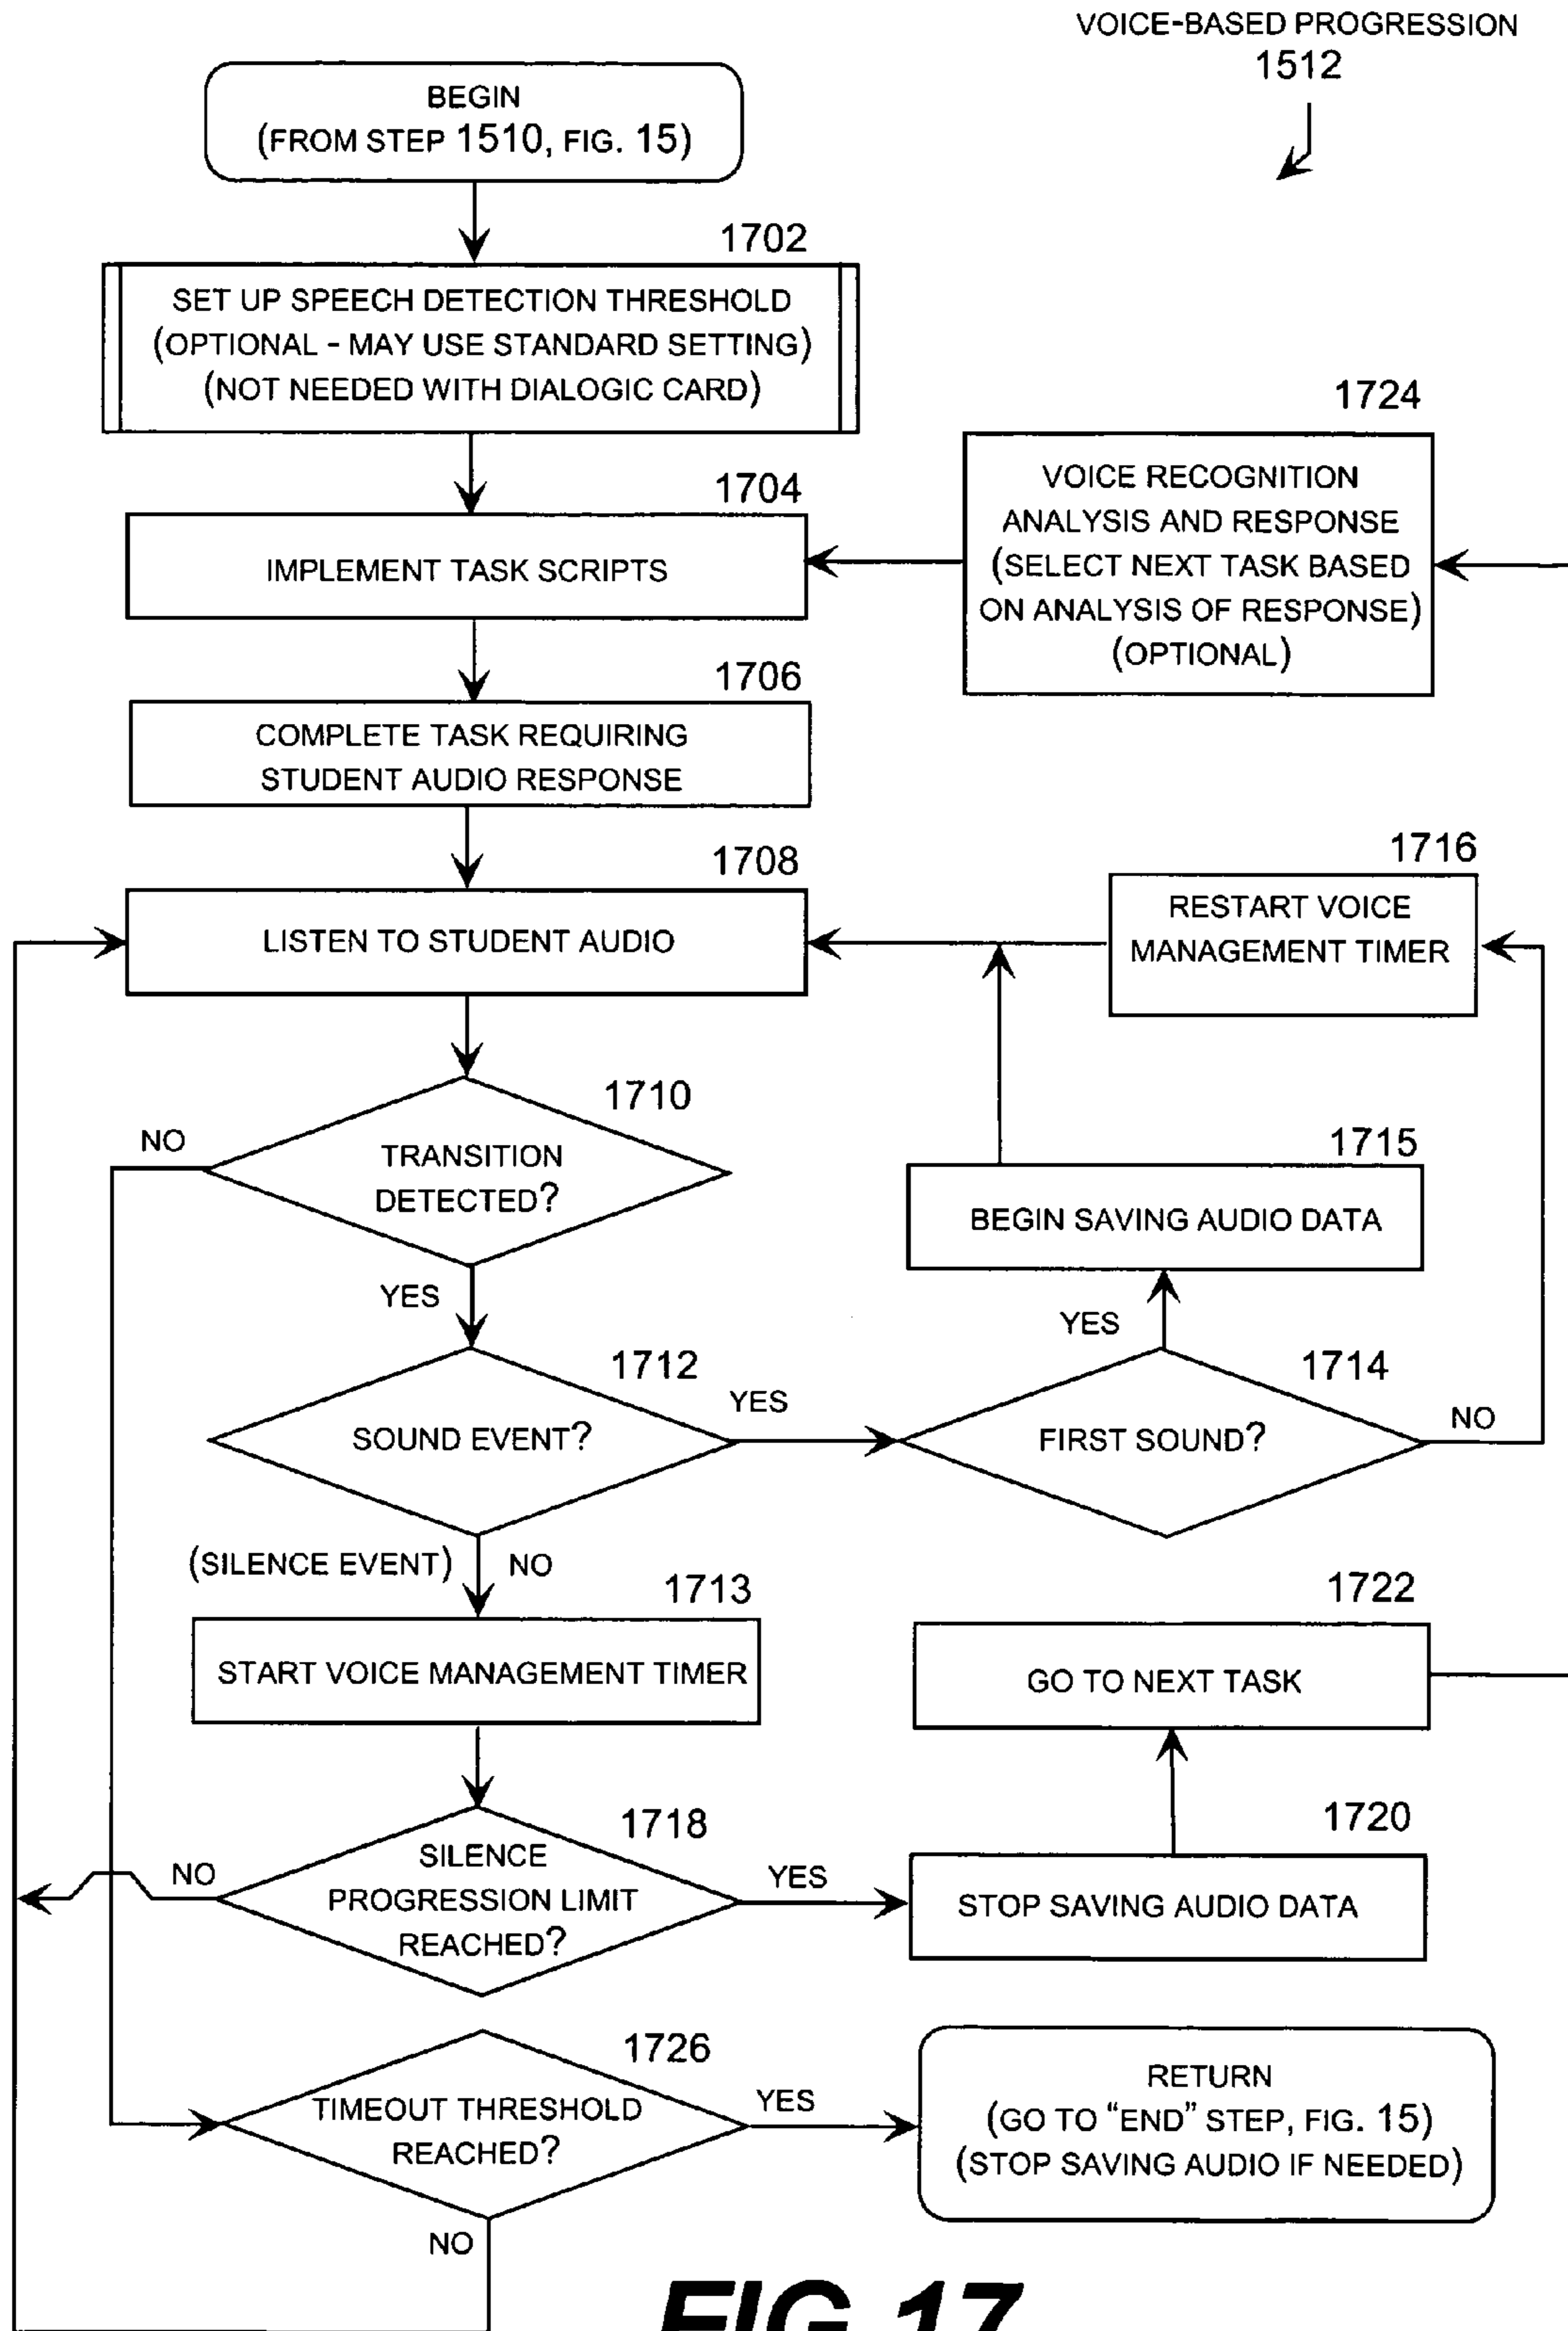 VOICE-BASED PROGRESSION
1512
BEGIN
(FROM STEP 1510, FIG. 15)
1702
SET UP SPEECH DETECTION THRESHOLD
(OPTIONAL - MAY USE STANDARD SETTING)
(NOT NEEDED WITH DIALOGIC CARD)
1724
VOICE RECOGNITION
ANALYSIS AND RESPONSE
(SELECT NEXT TASK BASED
ON ANALYSIS OF RESPONSE)
(OPTIONAL)
1704
IMPLEMENT TASK SCRIPTS
1706
COMPLETE TASK REQUIRING
STUDENT AUDIO RESPONSE
1708
LISTEN TO STUDENT AUDIO
1716
RESTART VOICE
MANAGEMENT TIMER
1710
NO
TRANSITION
DETECTED?
YES
1715
BEGIN SAVING AUDIO DATA
YES
1712
SOUND EVENT?
YES
1714
FIRST SOUND?
NO
(SILENCE EVENT) NO
1713
START VOICE MANAGEMENT TIMER
1722
GO TO NEXT TASK
1718
NO
SILENCE
PROGRESSION LIMIT
REACHED?
YES
1720
STOP SAVING AUDIO DATA
1726
TIMEOUT THRESHOLD
REACHED?
YES
NO
RETURN
(GO TO "END" STEP, FIG. 15)
(STOP SAVING AUDIO IF NEEDED)
FIG. 17